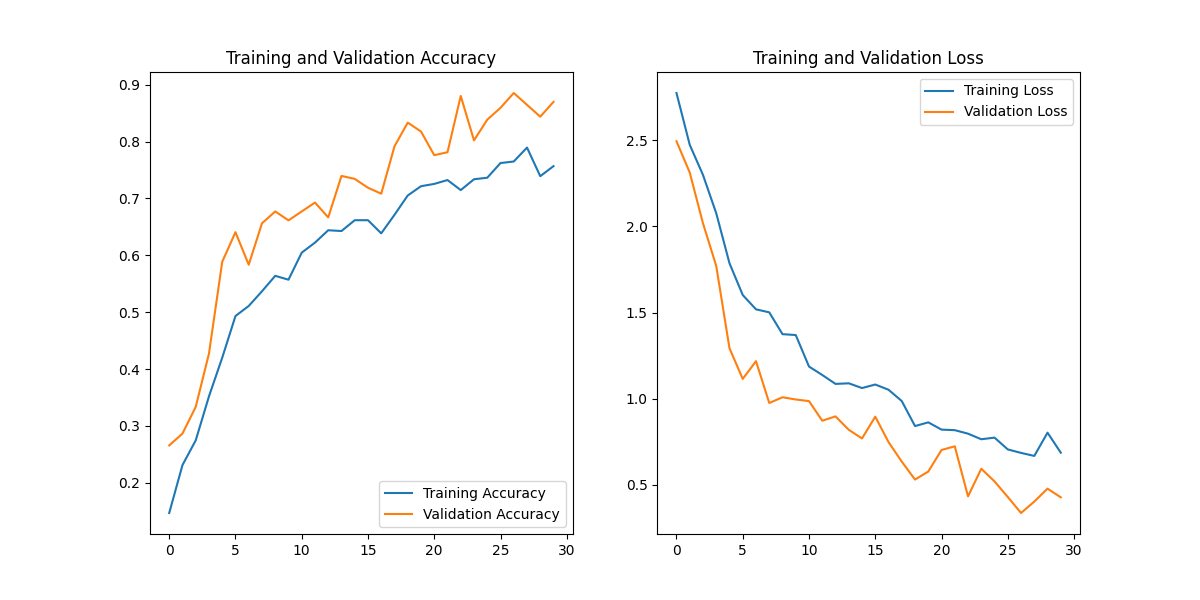 Training and Validation Accuracy
0.9
0.8
0.7
0.6
0.5
0.4
0.3
0.2
0 5 10 15 20 25 30
Training Accuracy
Validation Accuracy
Training and Validation Loss
2.5
2.0
1.5
1.0
0.5
0 5 10 15 20 25 30
Training Loss
Validation Loss